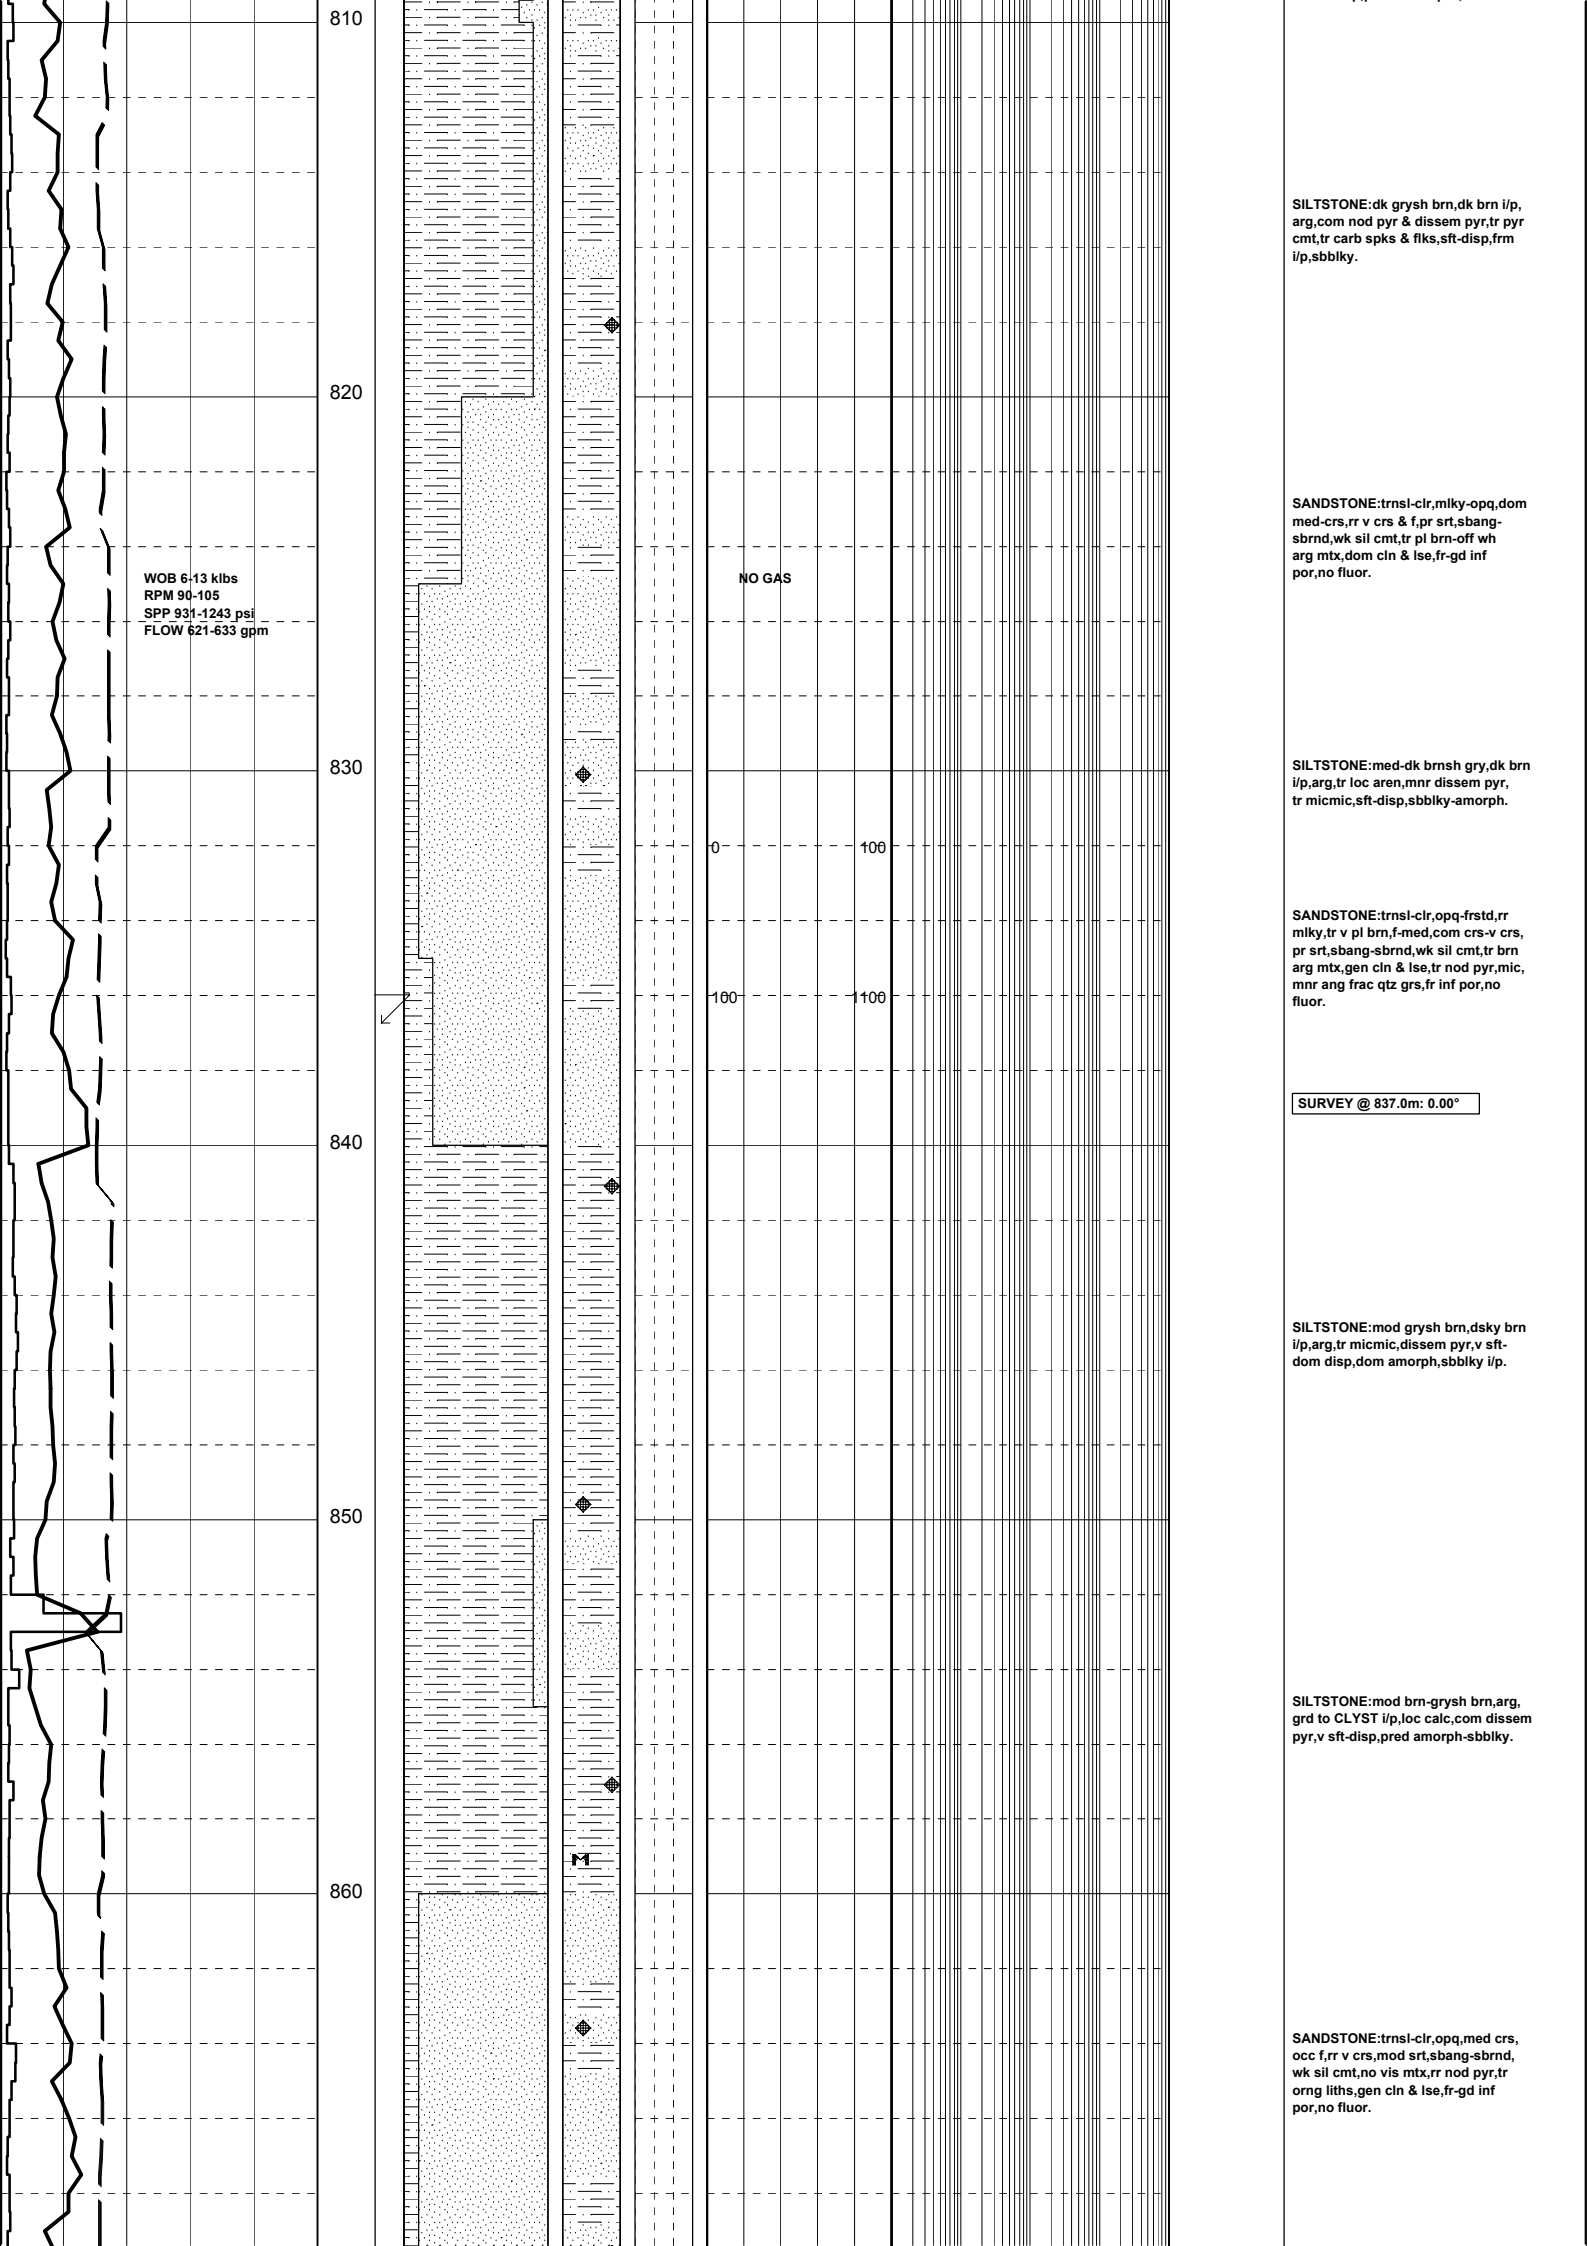 810
SILTSTONE:dk grysh brn,dk brn i/p,
arg,com nod pyr & dissem pyr,tr pyr
cmt,tr carb spks & flks,sft-disp,frm
i/p,sbblky.
820
SANDSTONE:trnsl-clr,mlky-opq,dom
med-crs,rr v crs & f,pr srt,sbang-
sbrnd,wk sil cmt,tr pl brn-off wh
arg mtx,dom cln & lse,fr-gd inf
por,no fluor.
WOB 6-13 klbs
RPM 90-105
SPP 931-1243 psi
FLOW 621-633 gpm
NO GAS
830
SILTSTONE:med-dk brnsh gry,dk brn
i/p,arg,tr loc aren,mnr dissem pyr,
tr micmic,sft-disp,sbblky-amorph.
0 100
SANDSTONE:trnsl-clr,opq-frstd,rr
mlky,tr v pl brn,f-med,com crs-v crs,
pr srt,sbang-sbrnd,wk sil cmt,tr brn
arg mtx,gen cln & lse,tr nod pyr,mic,
mnr ang frac qtz grs,fr inf por,no
fluor.
100 1100
SURVEY @ 837.0m: 0.00°
840
SILTSTONE:mod grysh brn,dsky brn
i/p,arg,tr micmic,dissem pyr,v sft-
dom disp,dom amorph,sbblky i/p.
850
SILTSTONE:mod brn-grysh brn,arg,
grd to CLYST i/p,loc calc,com dissem
pyr,v sft-disp,pred amorph-sbblky.
M
860
SANDSTONE:trnsl-clr,opq,med crs,
occ f,rr v crs,mod srt,sbang-sbrnd,
wk sil cmt,no vis mtx,rr nod pyr,tr
orng liths,gen cln & lse,fr-gd inf
por,no fluor.